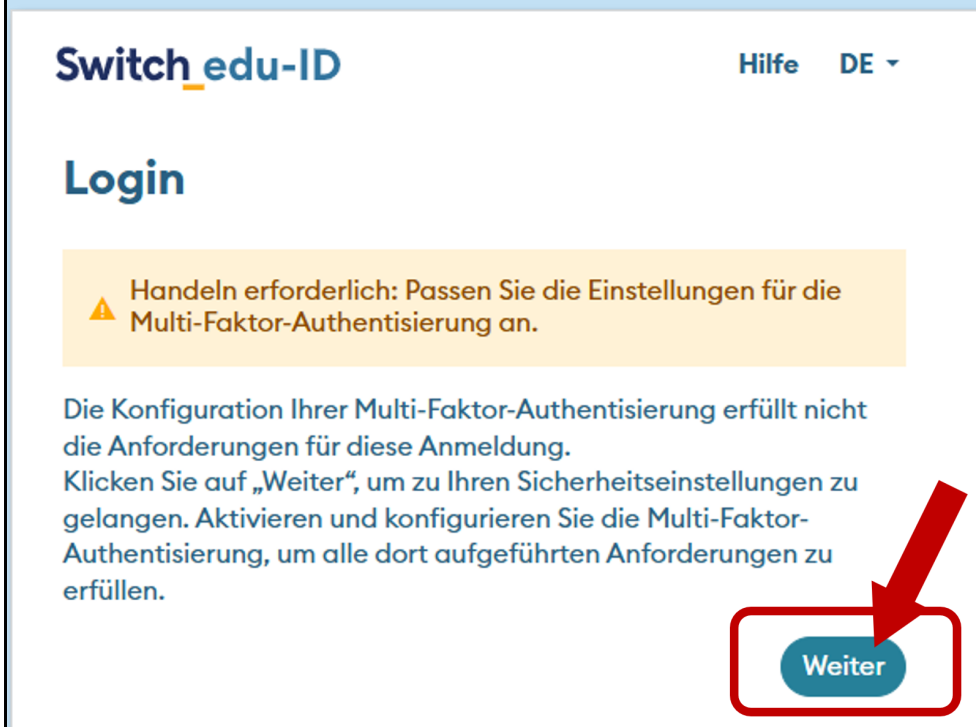 Switch_edu-ID
Hilfe DE
Login
Handeln erforderlich: Passen Sie die Einstellungen für die
Multi-Faktor-Authentisierung an.
Die Konfiguration Ihrer Multi-Faktor-Authentisierung erfüllt nicht
die Anforderungen für diese Anmeldung.
Klicken Sie auf „Weiter“, um zu Ihren Sicherheitseinstellungen zu
gelangen. Aktivieren und konfigurieren Sie die Multi-Faktor-
Authentisierung, um alle dort aufgeführten Anforderungen zu
erfüllen.
Weiter